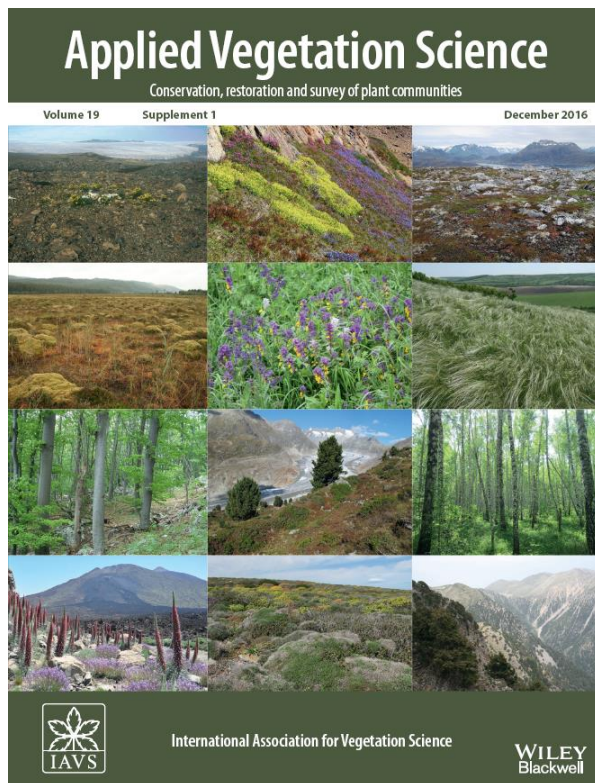 Applied Vegetation Science
Conservation, restoration and survey of plant communities
Volume 19 Supplement 1 December 2016
IAVS
International Association for Vegetation Science
WILEY
Blackwell